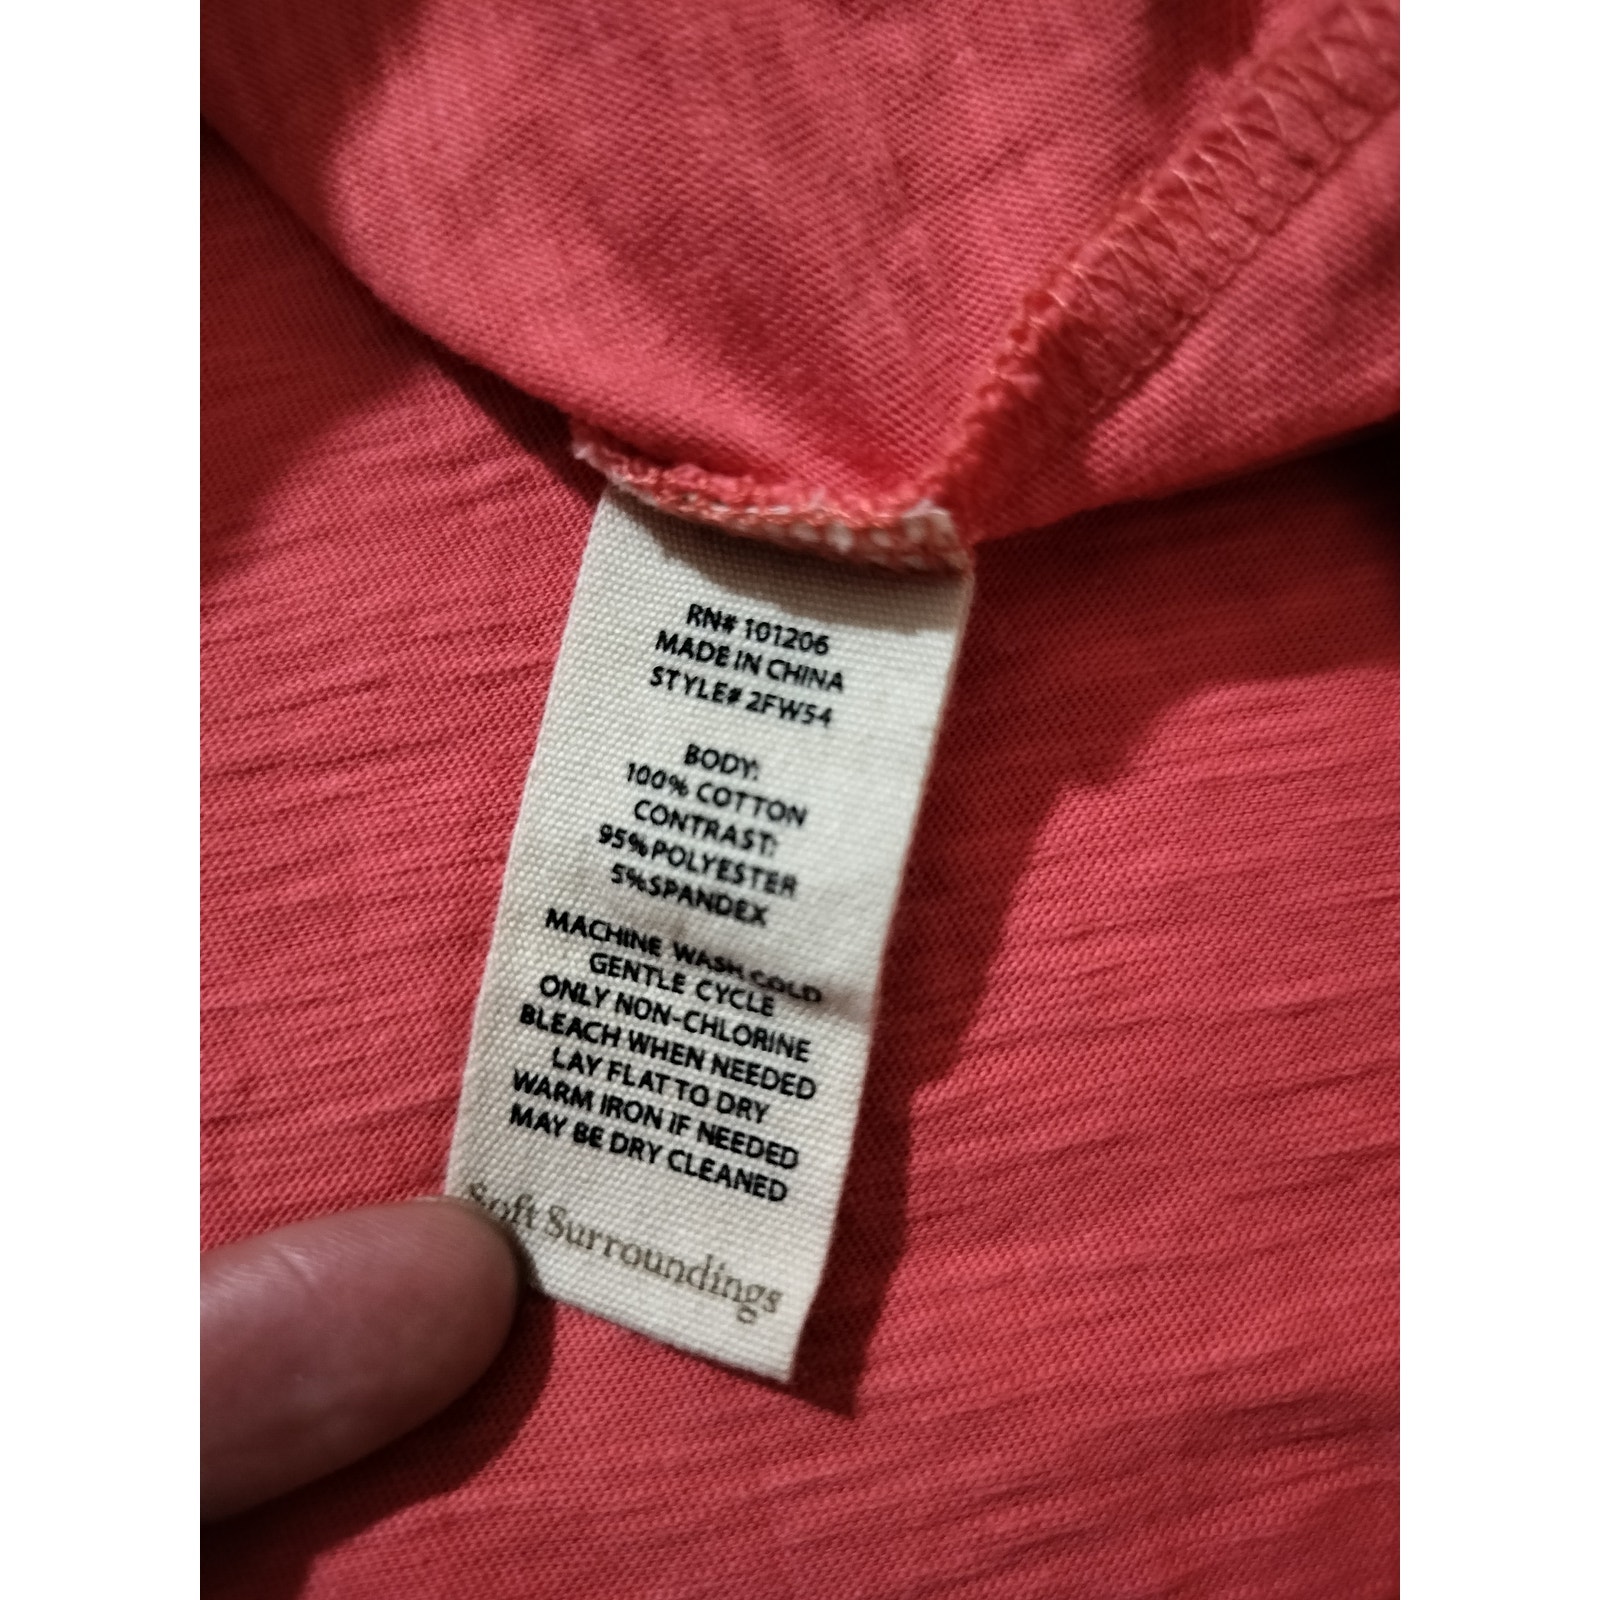 RN# 101206
MADE IN CHINA
STYLE# 2FW54
BODY:
100% COTTON
CONTRAST:
95%POLYESTER
5%SPANDEX
MACHINE WASH COLD
GENTLE CYCLE
ONLY NON-CHLORINE
BLEACH WHEN NEEDED
LAY FLAT TO DRY
WARM IRON IF NEEDED
MAY BE DRY CLEANED
Soft Surroundings